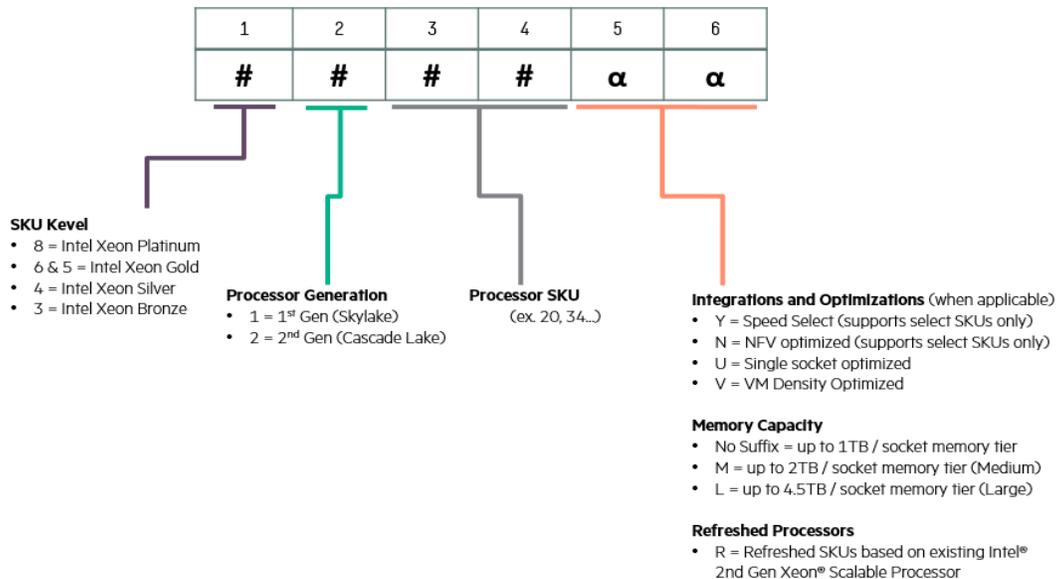 1 2 3 4 5 6
# # # # α α
SKU Kevel
• 8 = Intel Xeon Platinum
• 6 & 5 = Intel Xeon Gold
• 4 = Intel Xeon Silver
• 3 = Intel Xeon Bronze
Processor Generation
• 1 = 1st Gen (Skylake)
• 2 = 2nd Gen (Cascade Lake)
Processor SKU
(ex. 20, 34...)
Integrations and Optimizations (when applicable)
• Y = Speed Select (supports select SKUs only)
• N = NFV optimized (supports select SKUs only)
• U = Single socket optimized
• V = VM Density Optimized
Memory Capacity
• No Suffix = up to 1TB / socket memory tier
• M = up to 2TB / socket memory tier (Medium)
• L = up to 4.5TB / socket memory tier (Large)
Refreshed Processors
• R = Refreshed SKUs based on existing Intel®
2nd Gen Xeon® Scalable Processor